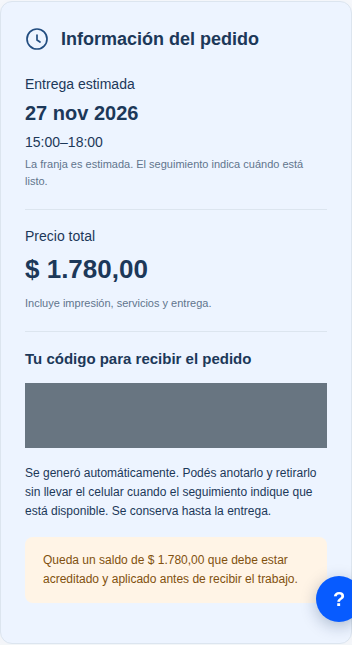 Información del pedido
Entrega estimada
27 nov 2026
15:00–18:00
La franja es estimada. El seguimiento indica cuándo está
listo.
Precio total
$ 1.780,00
Incluye impresión, servicios y entrega.
Tu código para recibir el pedido
Se generó automáticamente. Podés anotarlo y retirarlo
sin llevar el celular cuando el seguimiento indique que
está disponible. Se conserva hasta la entrega.
Queda un saldo de $ 1.780,00 que debe estar
acreditado y aplicado antes de recibir el trabajo.
?